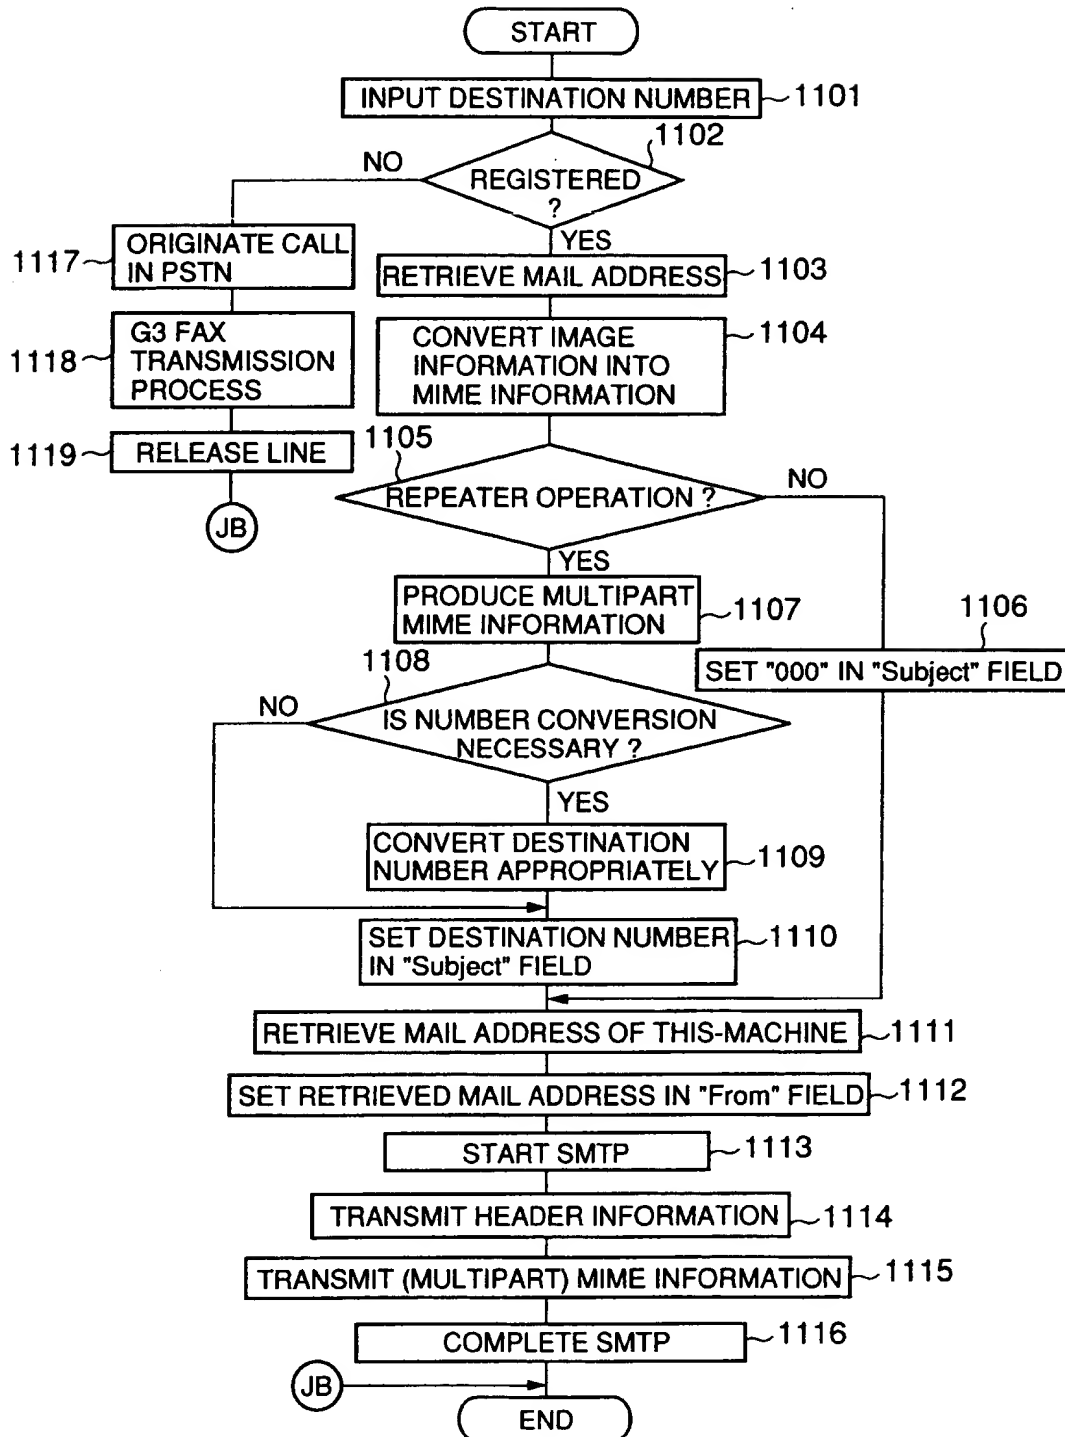 START
INPUT DESTINATION NUMBER
1101
1102
NO
REGISTERED
?
YES
1117
ORIGINATE CALL
IN PSTN
RETRIEVE MAIL ADDRESS
1103
1118
G3 FAX
TRANSMISSION
PROCESS
CONVERT IMAGE
INFORMATION INTO
MIME INFORMATION
1104
1119
RELEASE LINE
JB
1105
REPEATER OPERATION ?
NO
YES
PRODUCE MULTIPART
MIME INFORMATION
1107
1106
SET "000" IN "Subject" FIELD
1108
NO
IS NUMBER CONVERSION
NECESSARY ?
YES
CONVERT DESTINATION
NUMBER APPROPRIATELY
1109
SET DESTINATION NUMBER
IN "Subject" FIELD
1110
RETRIEVE MAIL ADDRESS OF THIS-MACHINE
1111
SET RETRIEVED MAIL ADDRESS IN "From" FIELD
1112
START SMTP
1113
TRANSMIT HEADER INFORMATION
1114
TRANSMIT (MULTIPART) MIME INFORMATION
1115
COMPLETE SMTP
1116
JB
END